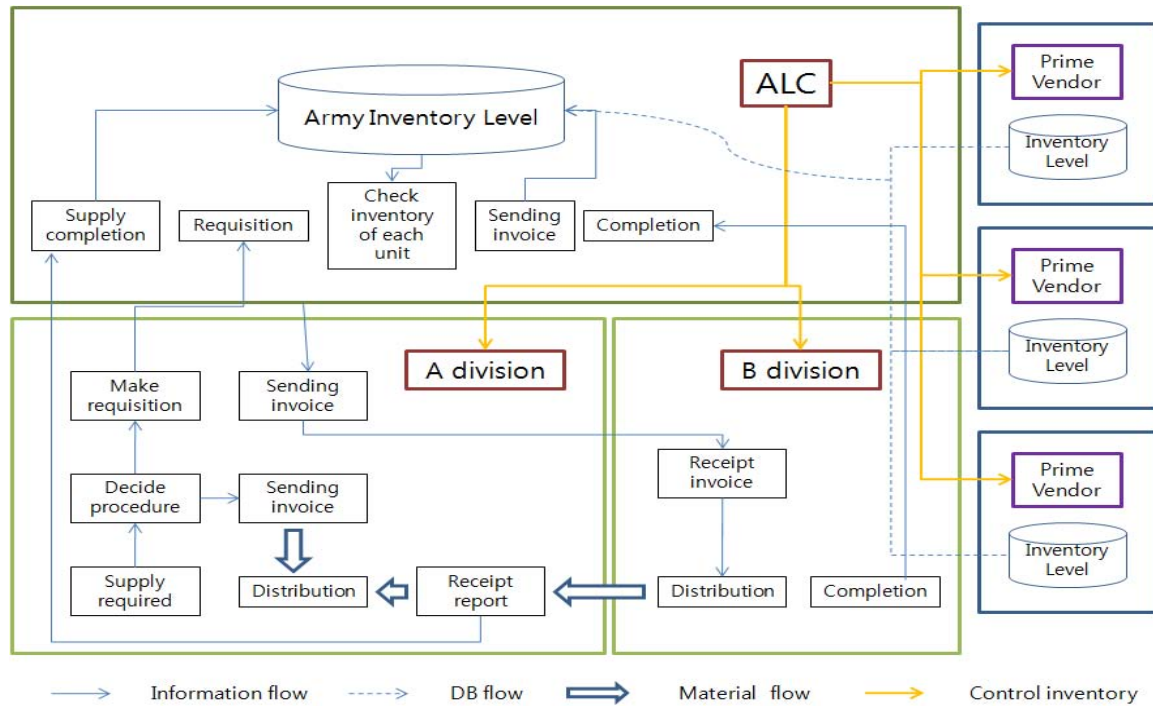 ALC
Army Inventory Level
Prime
Vendor
Inventory
Level
Supply
completion
Requisition
Check
inventory
of each
unit
Sending
invoice
Completion
Prime
Vendor
Inventory
Level
A division
B division
Make
requisition
Sending
invoice
Receipt
invoice
Decide
procedure
Sending
invoice
Prime
Vendor
Inventory
Level
Supply
required
Distribution
Receipt
report
Distribution
Completion
Information flow
DB flow
Material flow
Control inventory